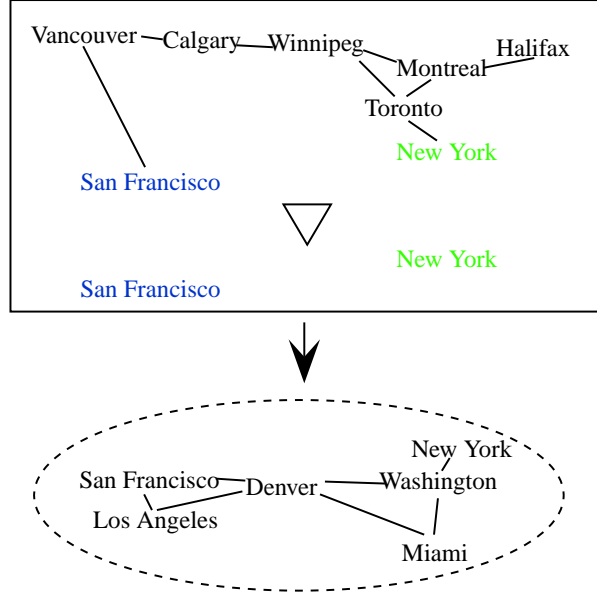 Vancouver
Calgary
Winnipeg
Halifax
Montreal
Toronto
New York
San Francisco
New York
San Francisco
New York
San Francisco
Denver
Washington
Los Angeles
Miami